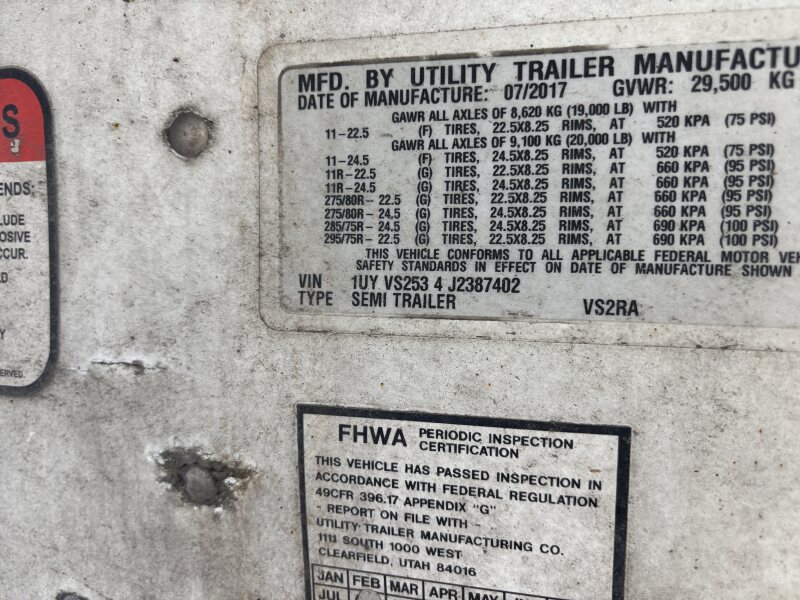 S
ENDS:
LUDE
OSIVE
CCUR.
LD
Y
ERVED.
MFD. BY UTILITY TRAILER MANUFACTU
DATE OF MANUFACTURE: 07/2017 GVWR: 29,500 KG
GAWR ALL AXLES OF 8,620 KG (19,000 LB) WITH
11-22.5 (F) TIRES, 22.5X8.25 RIMS, AT 520 KPA (75 PSI)
GAWR ALL AXLES OF 9,100 KG (20,000 LB) WITH
11-24.5 (F) TIRES, 24.5X8.25 RIMS, AT 520 KPA (75 PSI)
11R-22.5 (G) TIRES, 22.5X8.25 RIMS, AT 660 KPA (95 PSI)
11R-24.5 (G) TIRES, 24.5X8.25 RIMS, AT 660 KPA (95 PSI)
275/80R-22.5 (G) TIRES, 22.5X8.25 RIMS, AT 660 KPA (95 PSI)
275/80R-24.5 (G) TIRES, 24.5X8.25 RIMS, AT 660 KPA (95 PSI)
285/75R-24.5 (G) TIRES, 24.5X8.25 RIMS, AT 690 KPA (100 PSI)
295/75R-22.5 (G) TIRES, 22.5X8.25 RIMS, AT 690 KPA (100 PSI)
THIS VEHICLE CONFORMS TO ALL APPLICABLE FEDERAL MOTOR VEH
SAFETY STANDARDS IN EFFECT ON DATE OF MANUFACTURE SHOWN
VIN 1UY VS253 4 J2387402
TYPE SEMI TRAILER VS2RA
FHWA PERIODIC INSPECTION
CERTIFICATION
THIS VEHICLE HAS PASSED INSPECTION IN
ACCORDANCE WITH FEDERAL REGULATION
49CFR 396.17 APPENDIX "G"
- REPORT ON FILE WITH -
UTILITY TRAILER MANUFACTURING CO.
1111 SOUTH 1000 WEST
CLEARFIELD, UTAH 84016
JAN FEB MAR APR MAY
JUL